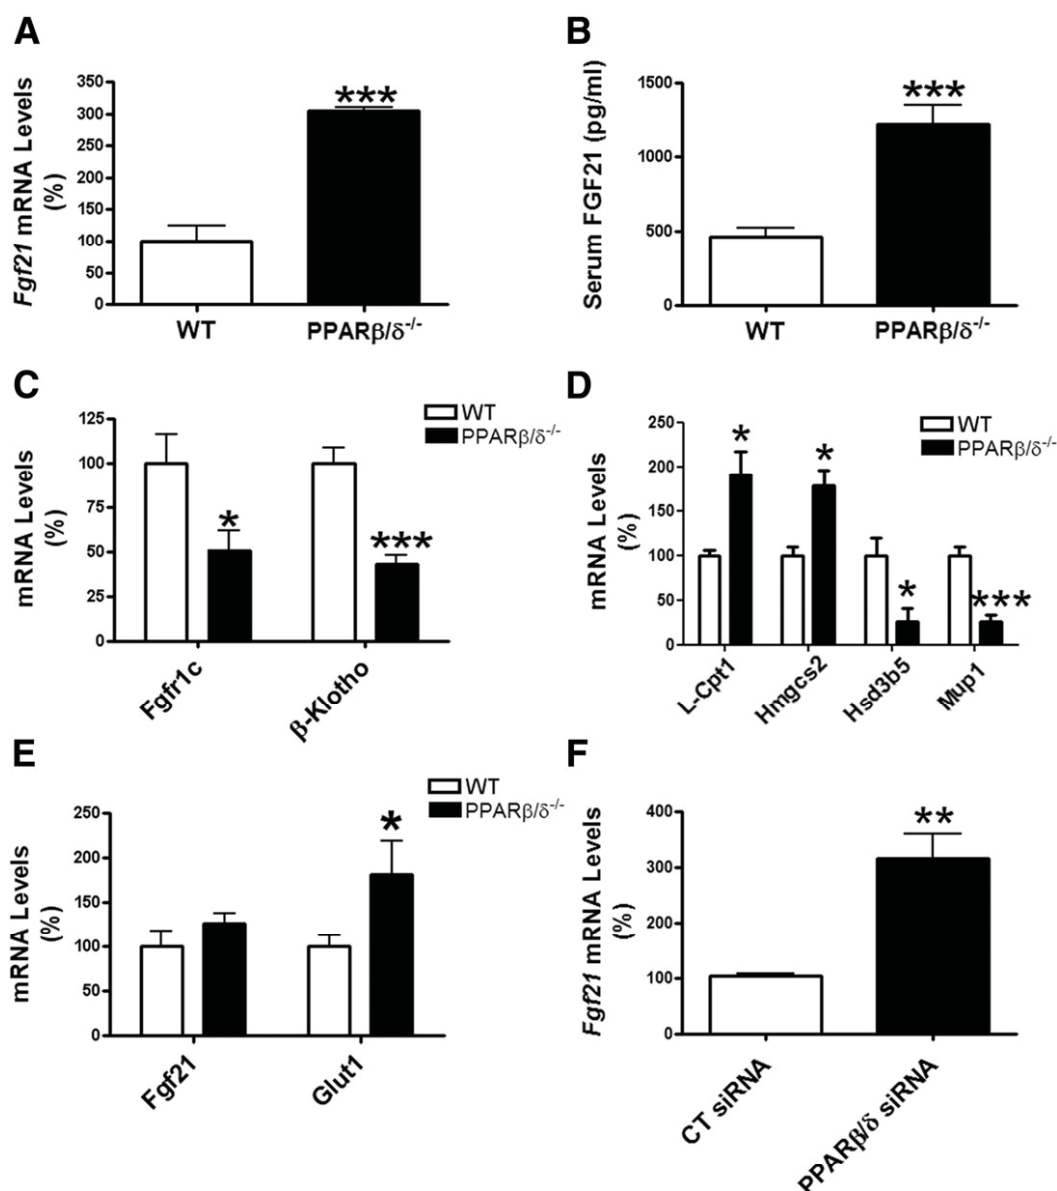 A
Fgf21 mRNA Levels
(%)
350
300
250
200
150
100
50
0
***
WT
PPARβ/δ-/-
B
Serum FGF21 (pg/ml)
1500
1000
500
0
***
WT
PPARβ/δ-/-
C
mRNA Levels
(%)
125
100
75
50
25
0
WT
PPARβ/δ-/-
*
***
Fgfr1c
β-Klotho
D
mRNA Levels
(%)
250
200
150
100
50
0
WT
PPARβ/δ-/-
*
*
*
***
L-Cpt1
Hmgcs2
Hsd3b5
Mup1
E
mRNA Levels
(%)
250
200
150
100
50
0
WT
PPARβ/δ-/-
*
Fgf21
Glut1
F
Fgf21 mRNA Levels
(%)
400
300
200
100
0
**
CT siRNA
PPARβ/δ siRNA